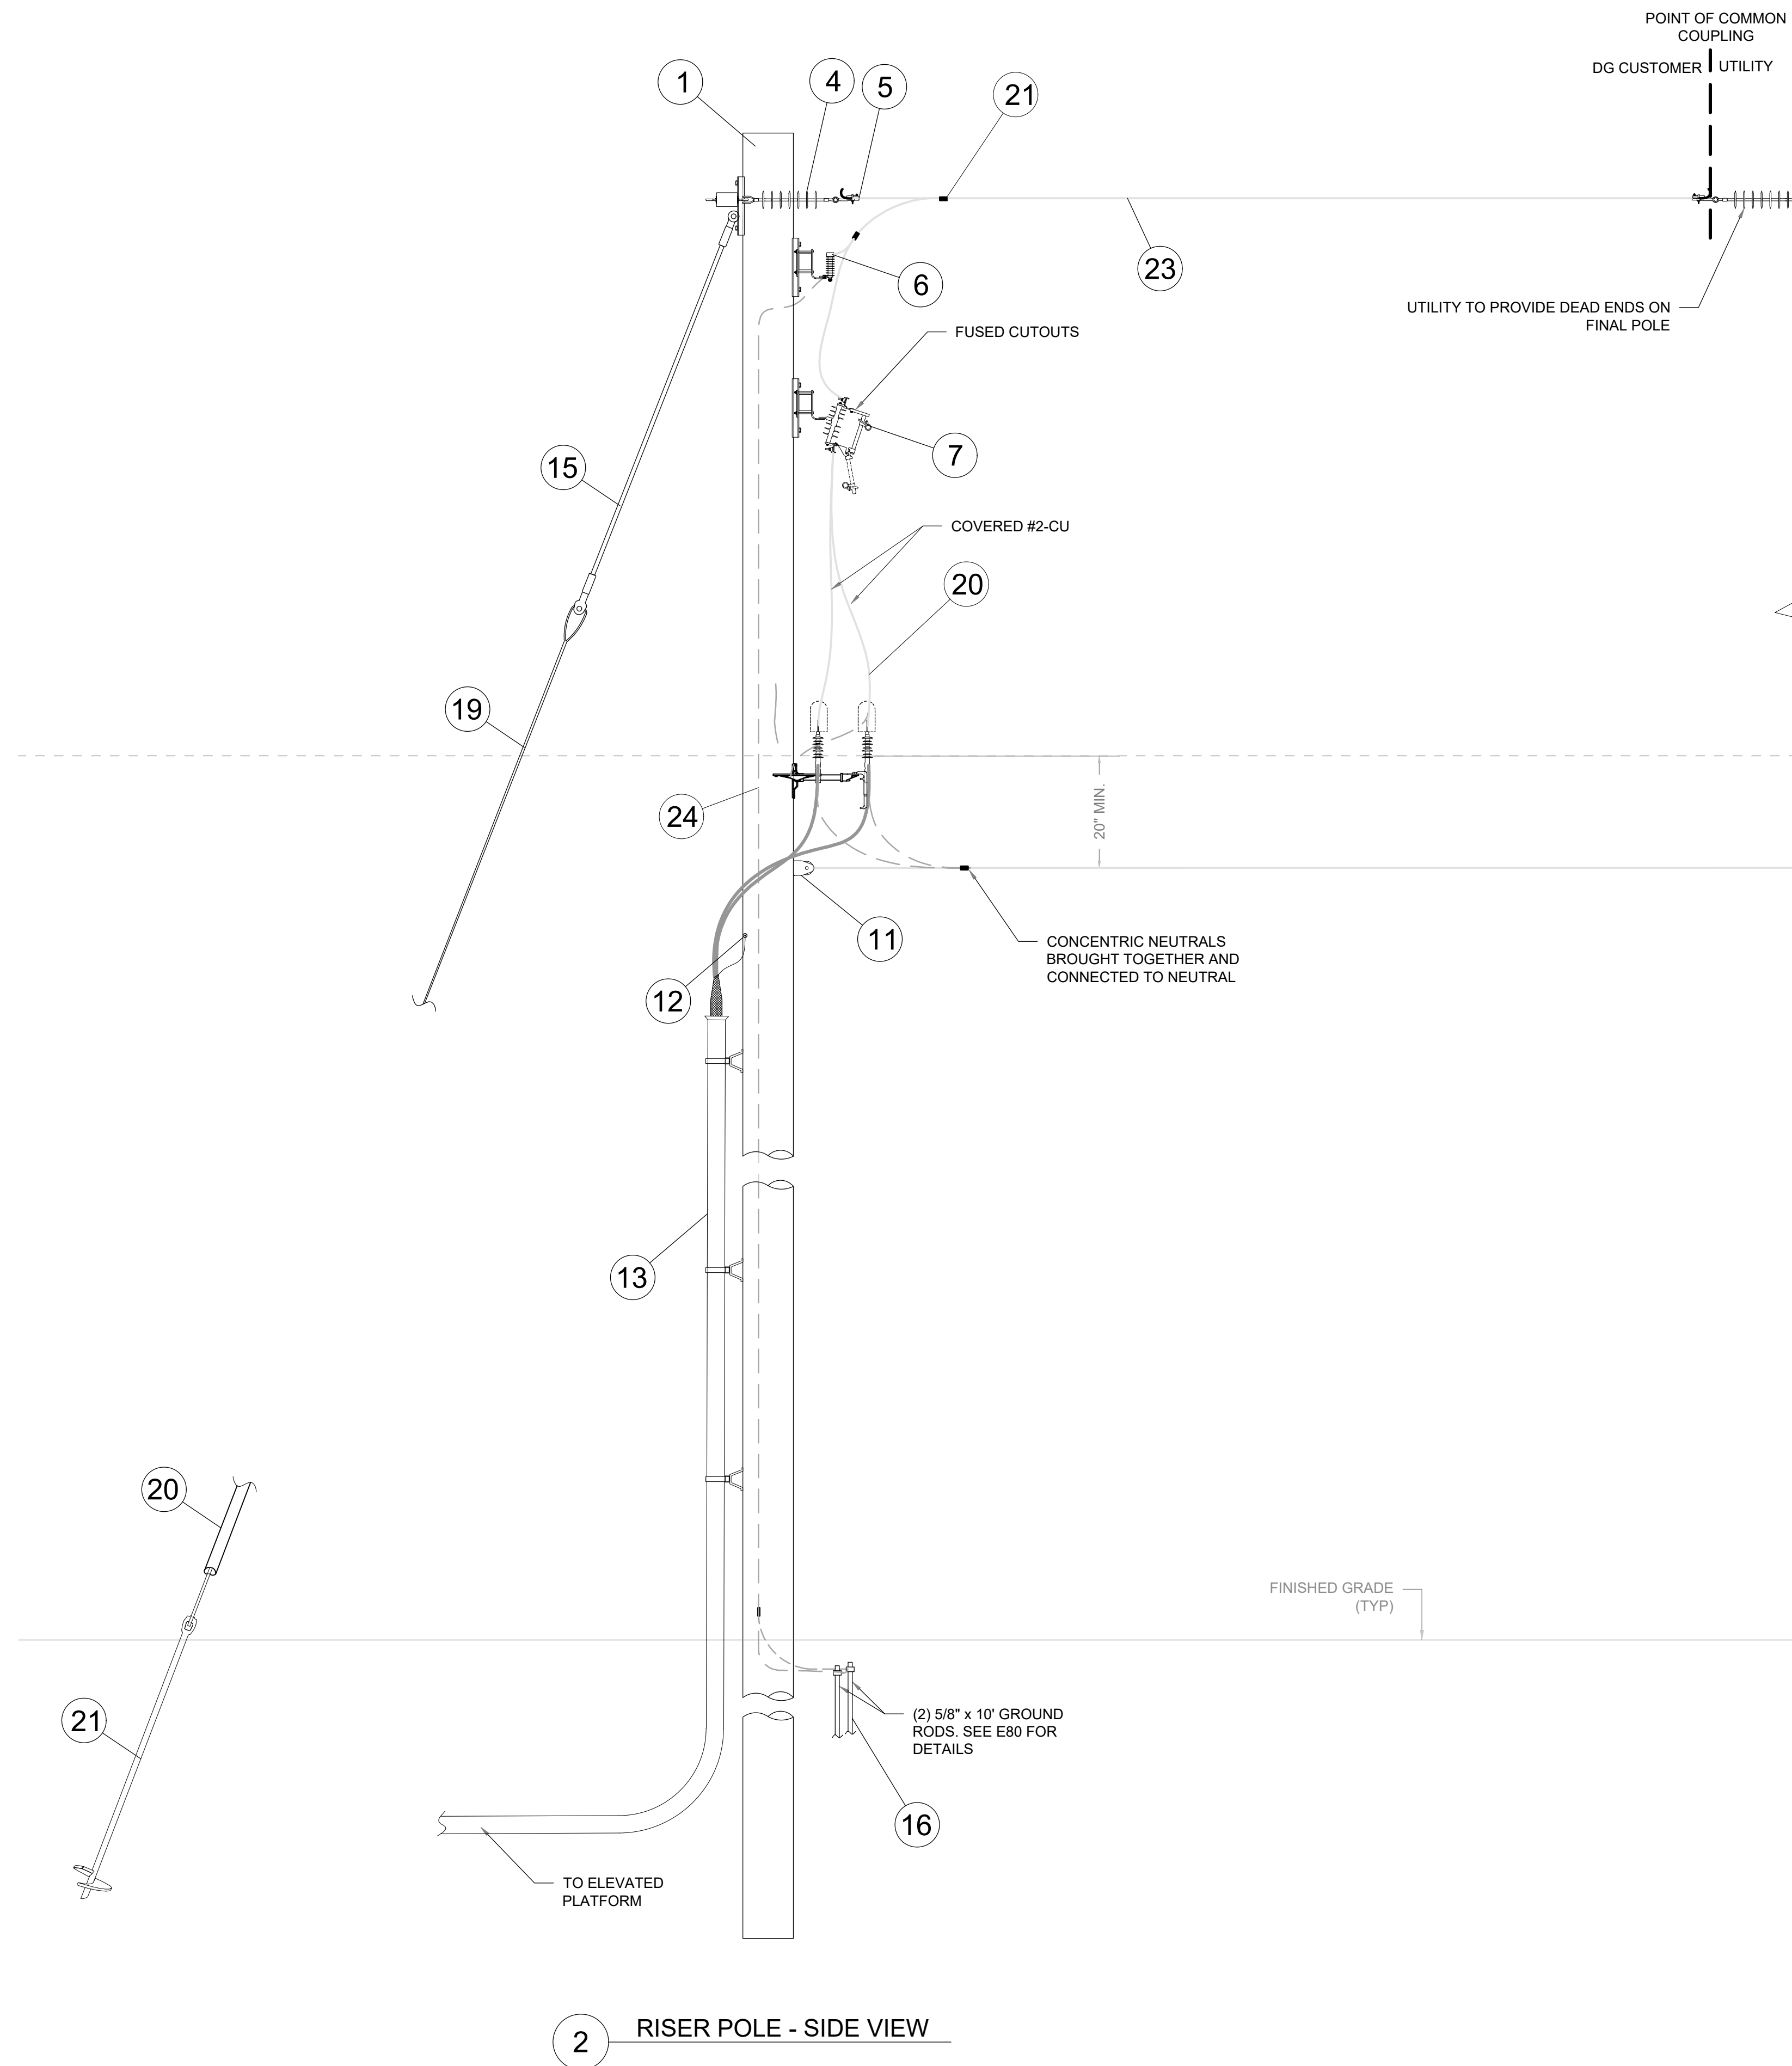 POINT OF COMMON
COUPLING
DG CUSTOMER
UTILITY
1
4
5
21
23
6
UTILITY TO PROVIDE DEAD ENDS ON
FINAL POLE
FUSED CUTOUTS
15
7
COVERED #2-CU
20
19
24
20" MIN.
11
CONCENTRIC NEUTRALS
BROUGHT TOGETHER AND
CONNECTED TO NEUTRAL
12
13
20
FINISHED GRADE
(TYP)
21
(2) 5/8" x 10' GROUND
RODS. SEE E80 FOR
DETAILS
16
TO ELEVATED
PLATFORM
2
RISER POLE - SIDE VIEW